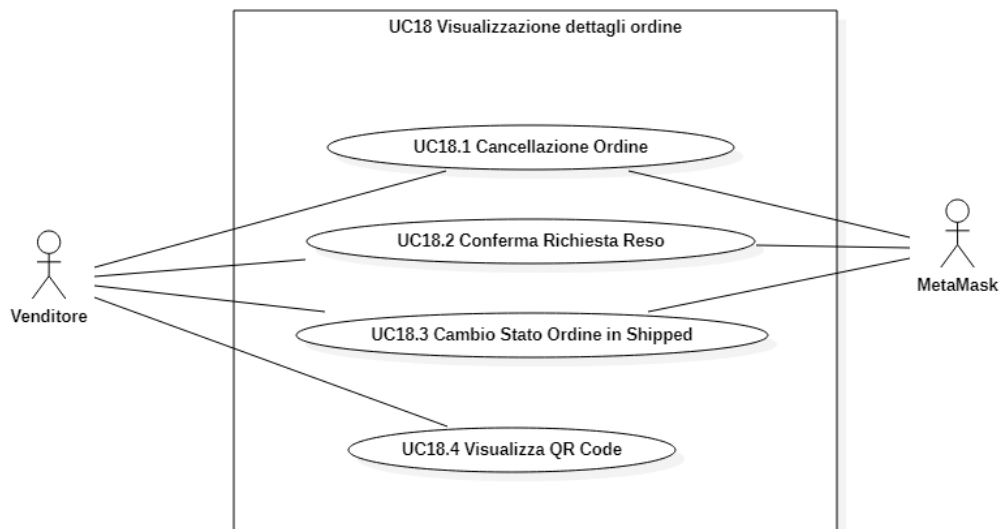 UC18 Visualizzazione dettagli ordine
UC18.1 Cancellazione Ordine
UC18.2 Conferma Richiesta Reso
MetaMask
Venditore
UC18.3 Cambio Stato Ordine in Shipped
UC18.4 Visualizza QR Code